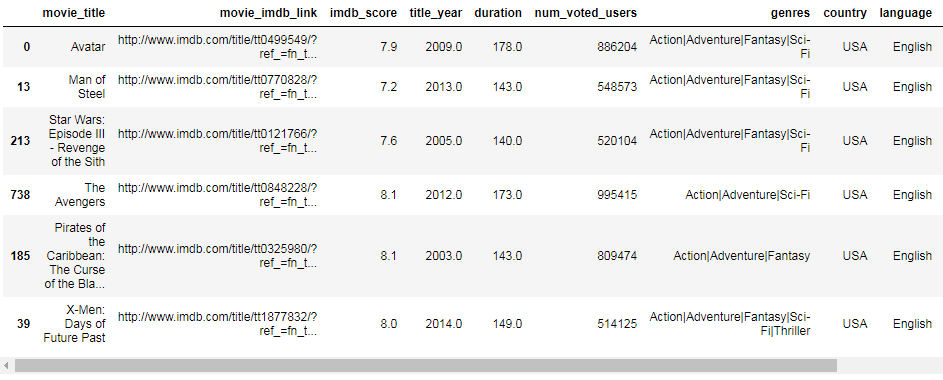 movie_title movie_imdb_link imdb_score title_year duration num_voted_users genres country language
0 Avatar http://www.imdb.com/title/tt0499549/?ref_=fn_t... 7.9 2009.0 178.0 886204 Action|Adventure|Fantasy|Sci-Fi USA English
13 Man of Steel http://www.imdb.com/title/tt0770828/?ref_=fn_t... 7.2 2013.0 143.0 548573 Action|Adventure|Fantasy|Sci-Fi USA English
213 Star Wars: Episode III - Revenge of the Sith http://www.imdb.com/title/tt0121766/?ref_=fn_t... 7.6 2005.0 140.0 520104 Action|Adventure|Fantasy|Sci-Fi USA English
738 The Avengers http://www.imdb.com/title/tt0848228/?ref_=fn_t... 8.1 2012.0 173.0 995415 Action|Adventure|Sci-Fi USA English
185 Pirates of the Caribbean: The Curse of the Bla... http://www.imdb.com/title/tt0325980/?ref_=fn_t... 8.1 2003.0 143.0 809474 Action|Adventure|Fantasy USA English
39 X-Men: Days of Future Past http://www.imdb.com/title/tt1877832/?ref_=fn_t... 8.0 2014.0 149.0 514125 Action|Adventure|Fantasy|Sci-Fi|Thriller USA English